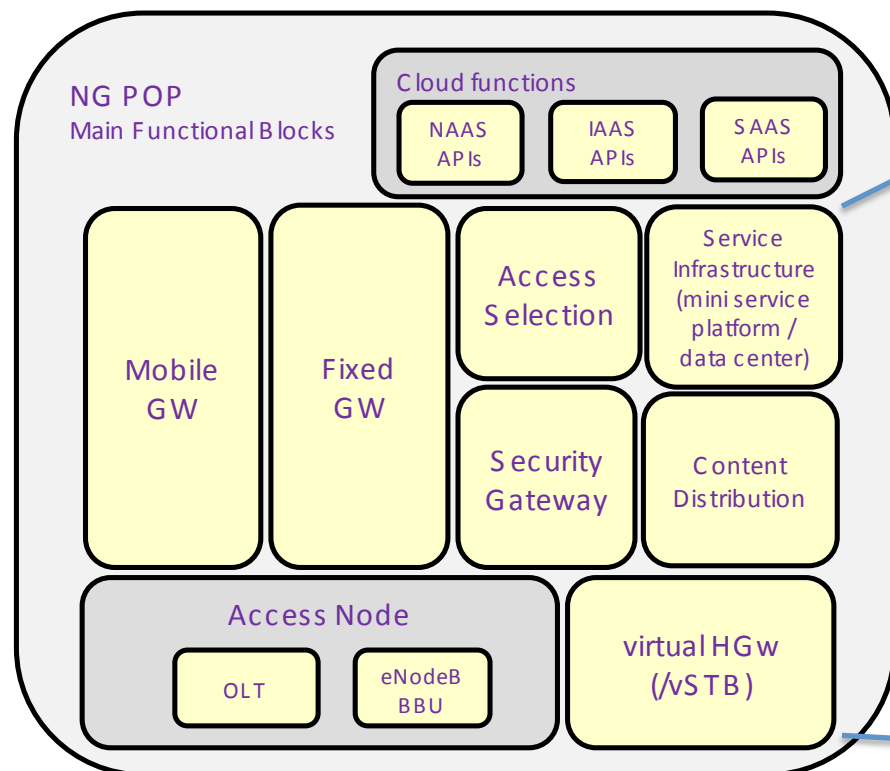 NG POP
Main Functional Blocks
Cloud functions
NAAS
APIs
IAAS
APIs
SAAS
APIs
Mobile
GW
Fixed
GW
Access
Selection
Service
Infrastructure
(mini service
platform /
data center)
Security
Gateway
Content
Distribution
Access Node
OLT
eNodeB
BBU
virtual HGw
(/vSTB)